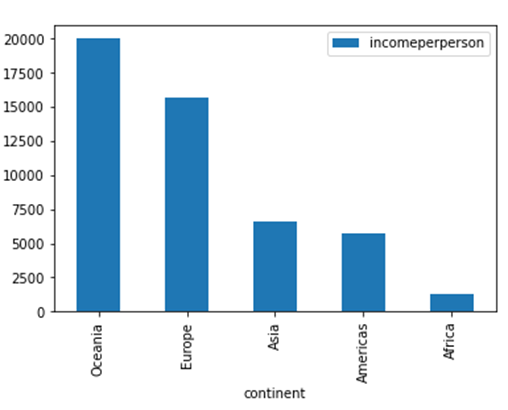 incomeperperson
20000
17500
15000
12500
10000
7500
5000
2500
0
Oceania
Europe
Asia
Americas
Africa
continent